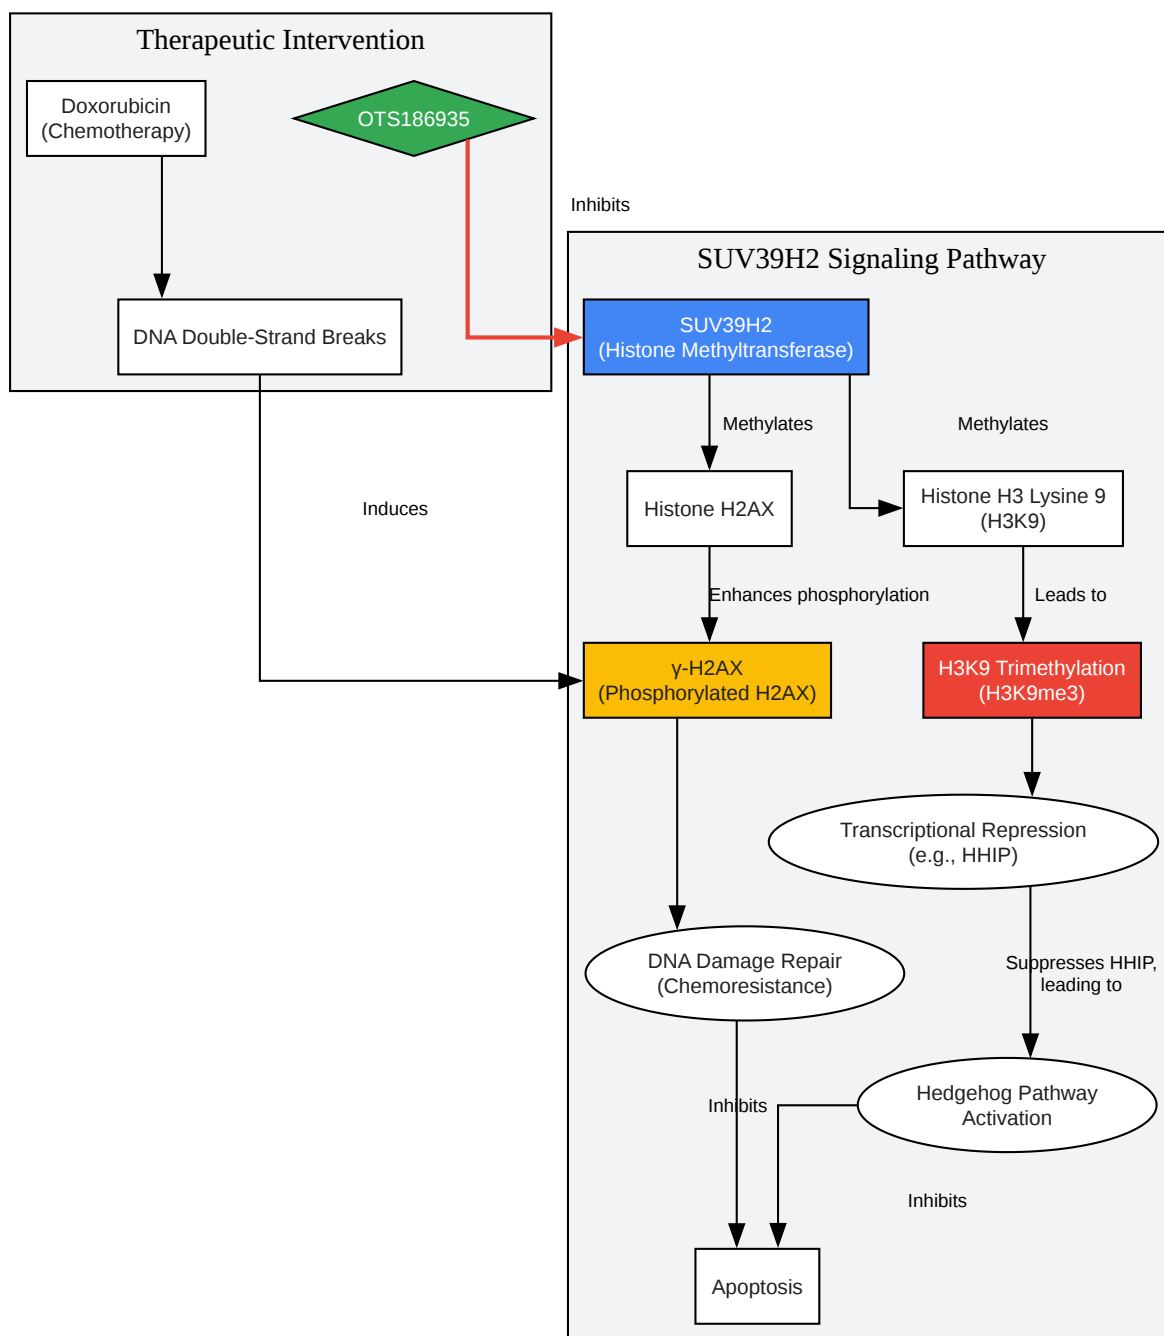 Therapeutic Intervention
Doxorubicin
(Chemotherapy)
OTS186935
Inhibits
DNA Double-Strand Breaks
Induces
SUV39H2 Signaling Pathway
SUV39H2
(Histone Methyltransferase)
Methylates
Methylates
Histone H2AX
Histone H3 Lysine 9
(H3K9)
Enhances phosphorylation
Leads to
γ-H2AX
(Phosphorylated H2AX)
H3K9 Trimethylation
(H3K9me3)
Transcriptional Repression
(e.g., HHIP)
DNA Damage Repair
(Chemoresistance)
Suppresses HHIP,
leading to
Hedgehog Pathway
Activation
Inhibits
Inhibits
Apoptosis